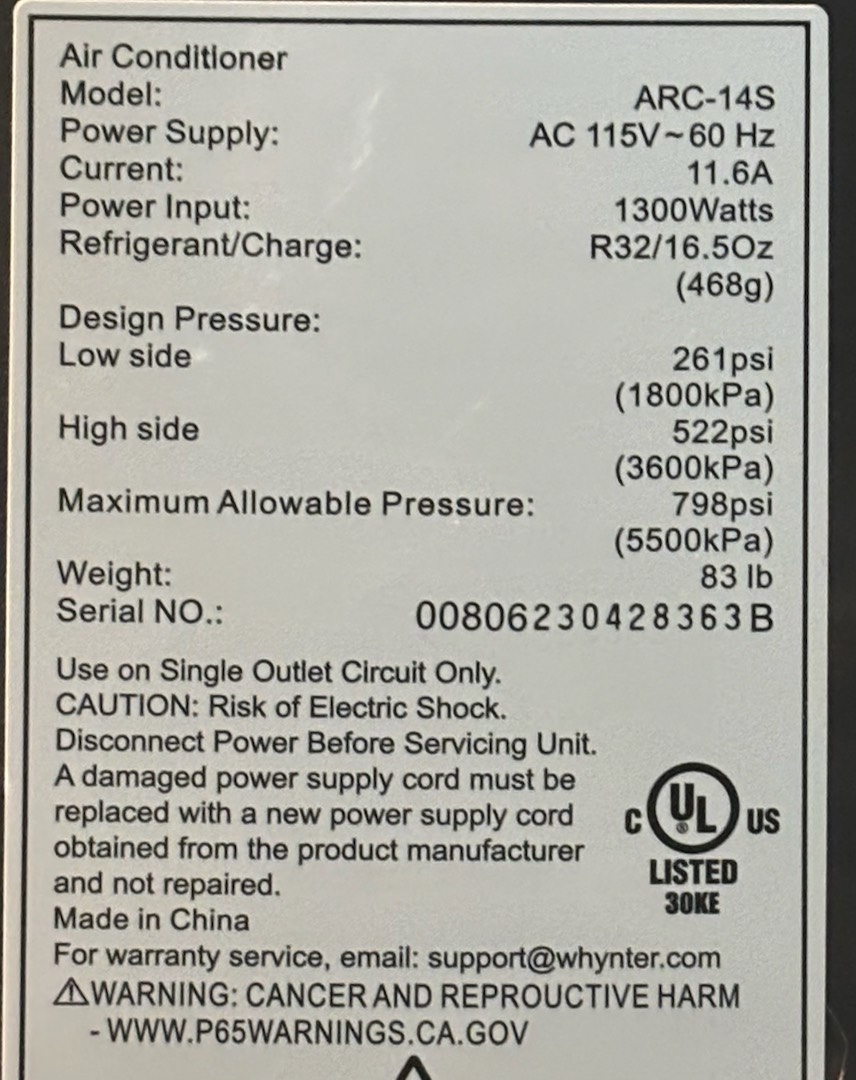 Air Conditioner
Model: ARC-14S
Power Supply: AC 115V~60 Hz
Current: 11.6A
Power Input: 1300Watts
Refrigerant/Charge: R32/16.5Oz
(468g)
Design Pressure:
Low side 261psi
(1800kPa)
High side 522psi
(3600kPa)
Maximum Allowable Pressure: 798psi
(5500kPa)
Weight: 83 lb
Serial NO.: 00806230428363B
Use on Single Outlet Circuit Only.
CAUTION: Risk of Electric Shock.
Disconnect Power Before Servicing Unit.
A damaged power supply cord must be
replaced with a new power supply cord
obtained from the product manufacturer
and not repaired.
C UL ® US
LISTED
30KE
Made in China
For warranty service, email: support@whynter.com
⚠WARNING: CANCER AND REPROUCTIVE HARM
- WWW.P65WARNINGS.CA.GOV